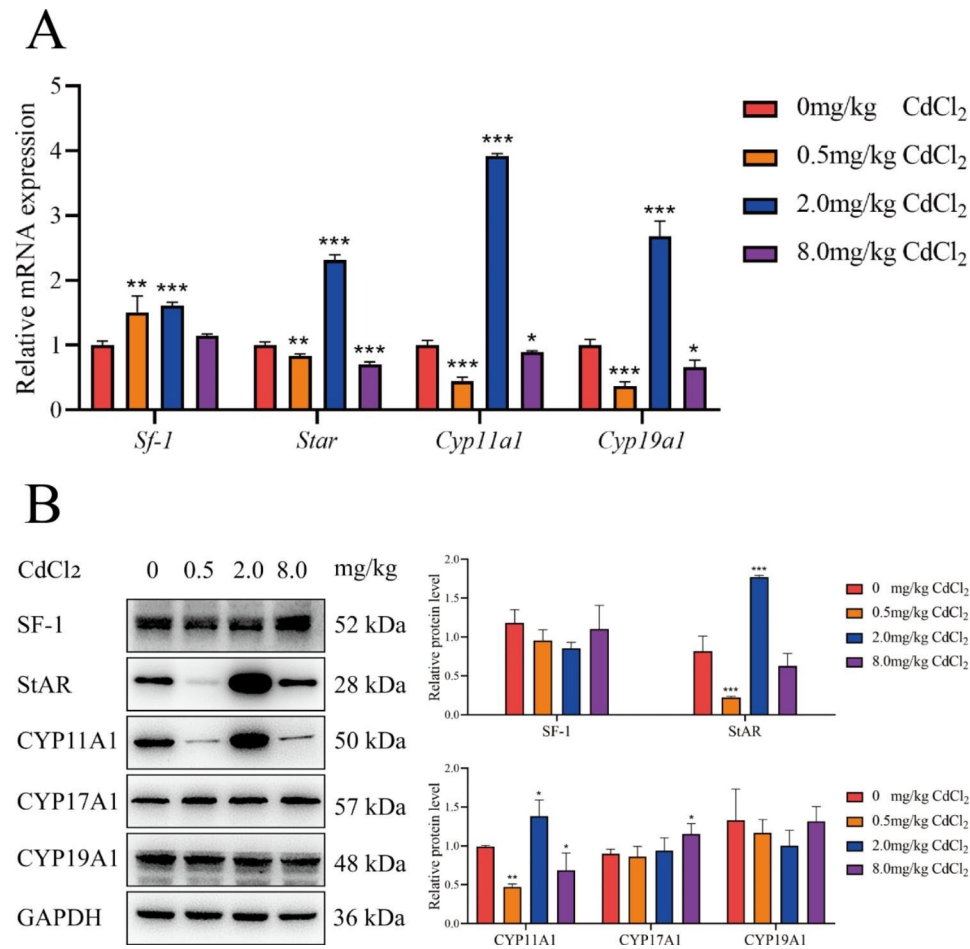 A
Relative mRNA expression
5
4
3
2
1
0
** ***
** *** ***
*** *** *
*** *** *
Sf-1 Star Cyp11a1 Cyp19a1
0mg/kg CdCl₂
0.5mg/kg CdCl₂
2.0mg/kg CdCl₂
8.0mg/kg CdCl₂
B
CdCl2 0 0.5 2.0 8.0 mg/kg
SF-1 52 kDa
StAR 28 kDa
CYP11A1 50 kDa
CYP17A1 57 kDa
CYP19A1 48 kDa
GAPDH 36 kDa
Relative protein level
2.0
1.5
1.0
0.5
0.0
*** ***
SF-1 StAR
0 mg/kg CdCl₂
0.5mg/kg CdCl₂
2.0mg/kg CdCl₂
8.0mg/kg CdCl₂
Relative protein level
2.0
1.5
1.0
0.5
0.0
** * *
*
CYP11A1 CYP17A1 CYP19A1
0 mg/kg CdCl₂
0.5mg/kg CdCl₂
2.0mg/kg CdCl₂
8.0mg/kg CdCl₂